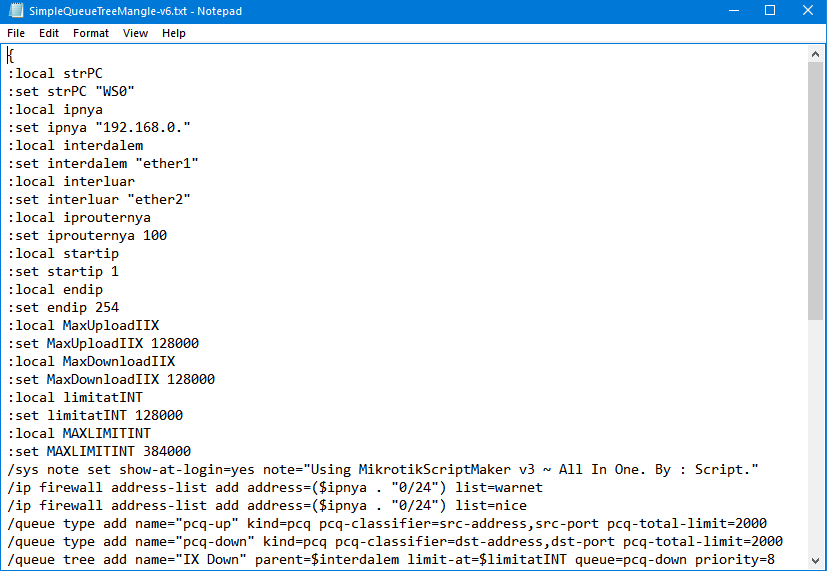 SimpleQueueTreeMangle-v6.txt - Notepad
File Edit Format View Help
{
:local strPC
:set strPC "WS0"
:local ipnya
:set ipnya "192.168.0."
:local interdalem
:set interdalem "ether1"
:local interluar
:set interluar "ether2"
:local iprouternya
:set iprouternya 100
:local startip
:set startip 1
:local endip
:set endip 254
:local MaxUploadIIX
:set MaxUploadIIX 128000
:local MaxDownloadIIX
:set MaxDownloadIIX 128000
:local limitatINT
:set limitatINT 128000
:local MAXLIMITINT
:set MAXLIMITINT 384000
/sys note set show-at-login=yes note="Using MikrotikScriptMaker v3 ~ All In One. By : Script."
/ip firewall address-list add address=($ipnya . "0/24") list=warnet
/ip firewall address-list add address=($ipnya . "0/24") list=nice
/queue type add name="pcq-up" kind=pcq pcq-classifier=src-address,src-port pcq-total-limit=2000
/queue type add name="pcq-down" kind=pcq pcq-classifier=dst-address,dst-port pcq-total-limit=2000
/queue tree add name="IX Down" parent=$interdalem limit-at=$limitatINT queue=pcq-down priority=8